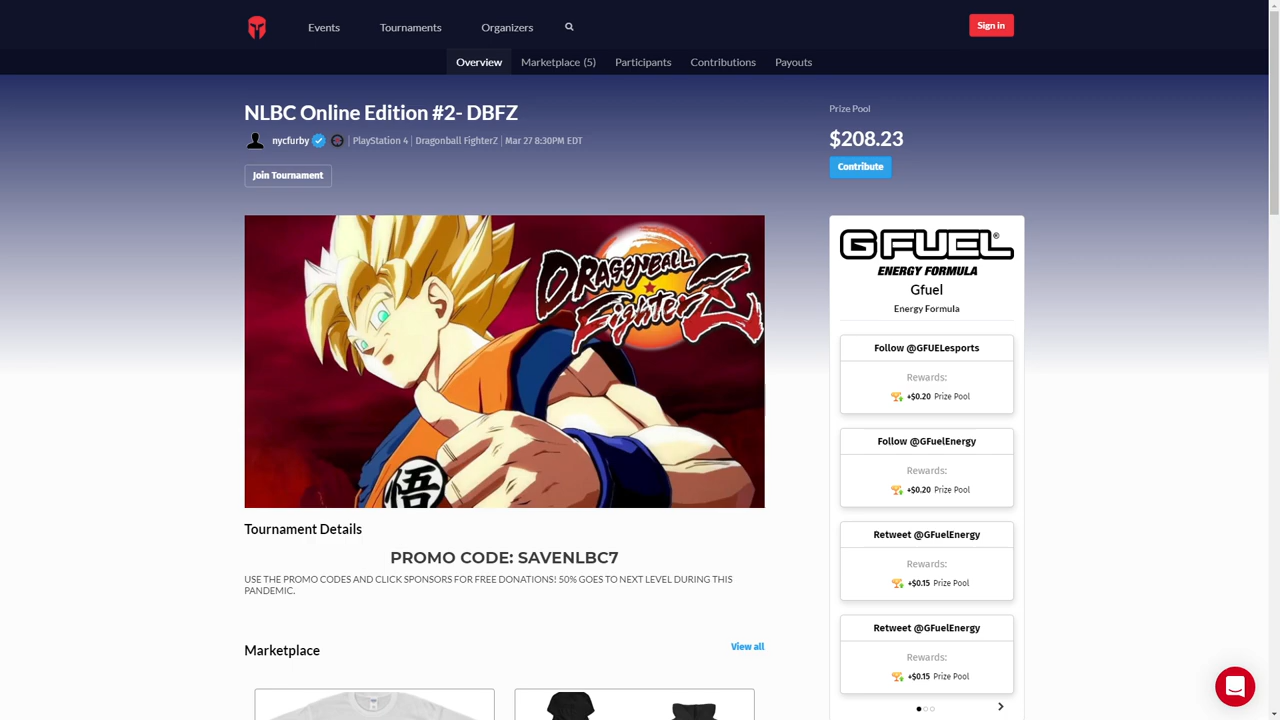 Events Tournaments Organizers
Sign in
Overview Marketplace (5) Participants Contributions Payouts
NLBC Online Edition #2- DBFZ
nycfurby | PlayStation 4 | Dragonball FighterZ | Mar 27 8:30PM EDT
Join Tournament
Prize Pool
$208.23
Contribute
DRAGONBALL
FighterZ
悟
Tournament Details
PROMO CODE: SAVENLBC7
USE THE PROMO CODES AND CLICK SPONSORS FOR FREE DONATIONS! 50% GOES TO NEXT LEVEL DURING THIS
PANDEMIC.
Marketplace
View all
G FUEL®
ENERGY FORMULA
Gfuel
Energy Formula
Follow @GFUELesports
Rewards:
+$0.20 Prize Pool
Follow @GFuelEnergy
Rewards:
+$0.20 Prize Pool
Retweet @GFuelEnergy
Rewards:
+$0.15 Prize Pool
Retweet @GFuelEnergy
Rewards:
+$0.15 Prize Pool